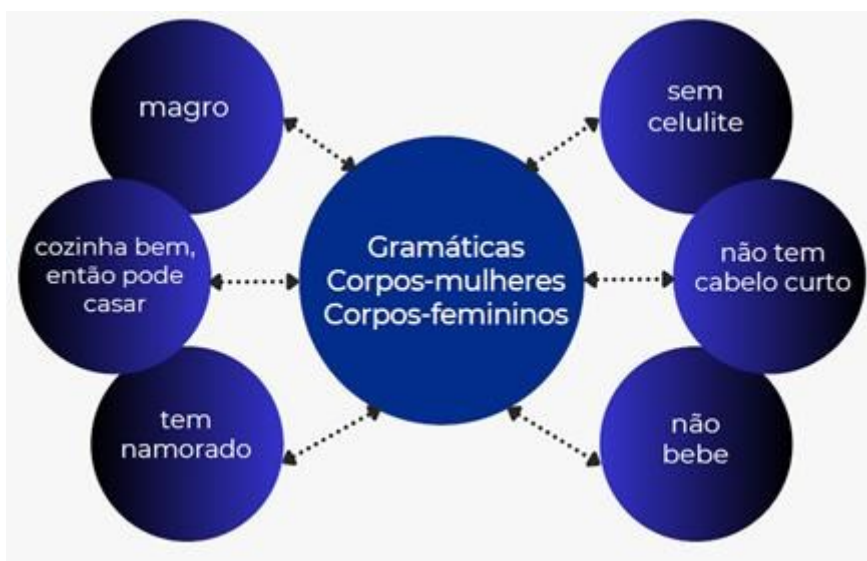 magro
cozinha bem,
então pode
casar
tem
namorado
Gramáticas
Corpos-mulheres
Corpos-femininos
sem
celulite
não tem
cabelo curto
não
bebe